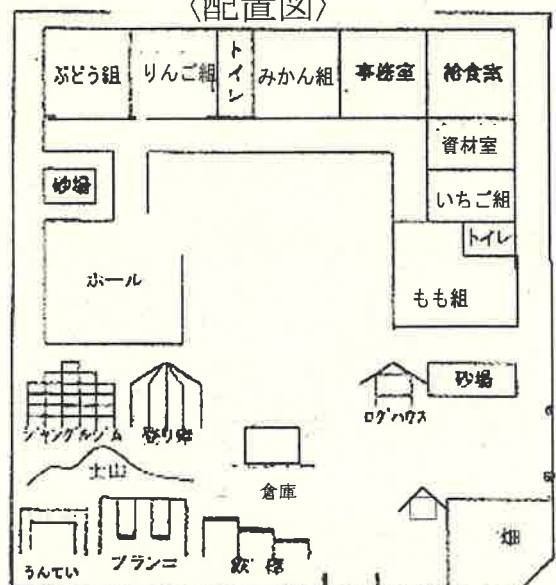 〈配置図〉
ぶどう組 りんご組 トイレ みかん組 事務室 給食室
資材室
砂場
いちご組
トイレ
ホール
もも組
砂場
ジャングルジム 登り棒 ログハウス
土山
倉庫
畑
うんてい ブランコ 鉄棒